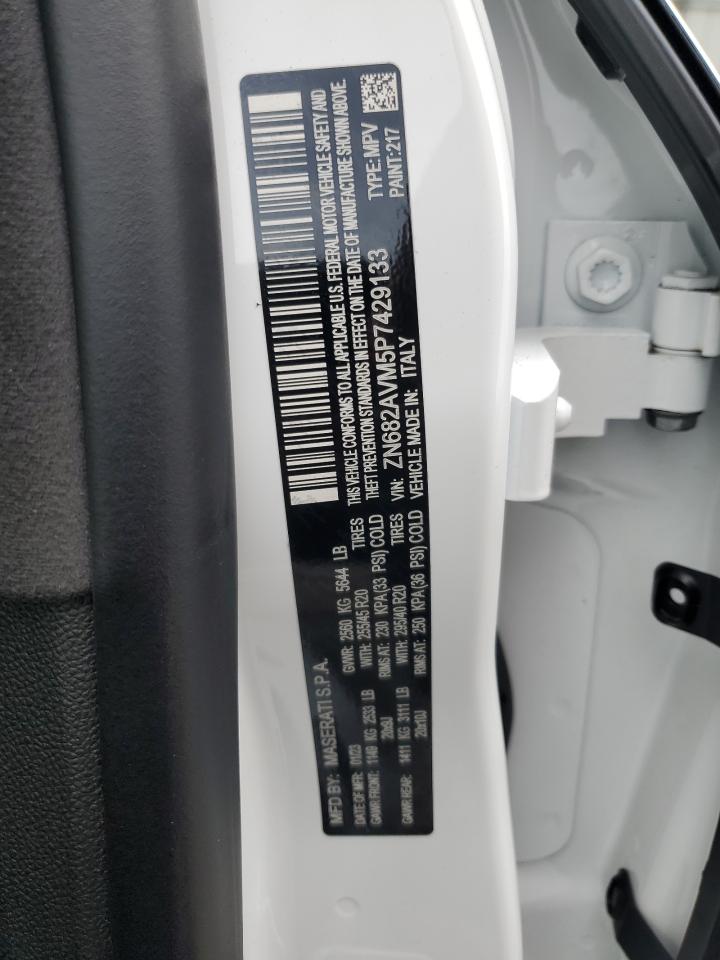 MFD BY: MASERATI S.P.A.
DATE OF MFR: 01/23 GVWR: 2560 KG 5644 LB
GAWR FRONT: 1149 KG 2533 LB WITH: 255/45 R20 TIRES
20x9J RIMS AT: 230 KPA (33 PSI) COLD
GAWR REAR: 1411 KG 3111 LB WITH: 295/40 R20 TIRES
20x10J RIMS AT: 250 KPA (36 PSI) COLD
THIS VEHICLE CONFORMS TO ALL APPLICABLE U.S. FEDERAL MOTOR VEHICLE SAFETY AND
THEFT PREVENTION STANDARDS IN EFFECT ON THE DATE OF MANUFACTURE SHOWN ABOVE.
VIN: ZN682AVM5P7429133 TYPE: MPV
VEHICLE MADE IN: ITALY PAINT: 217